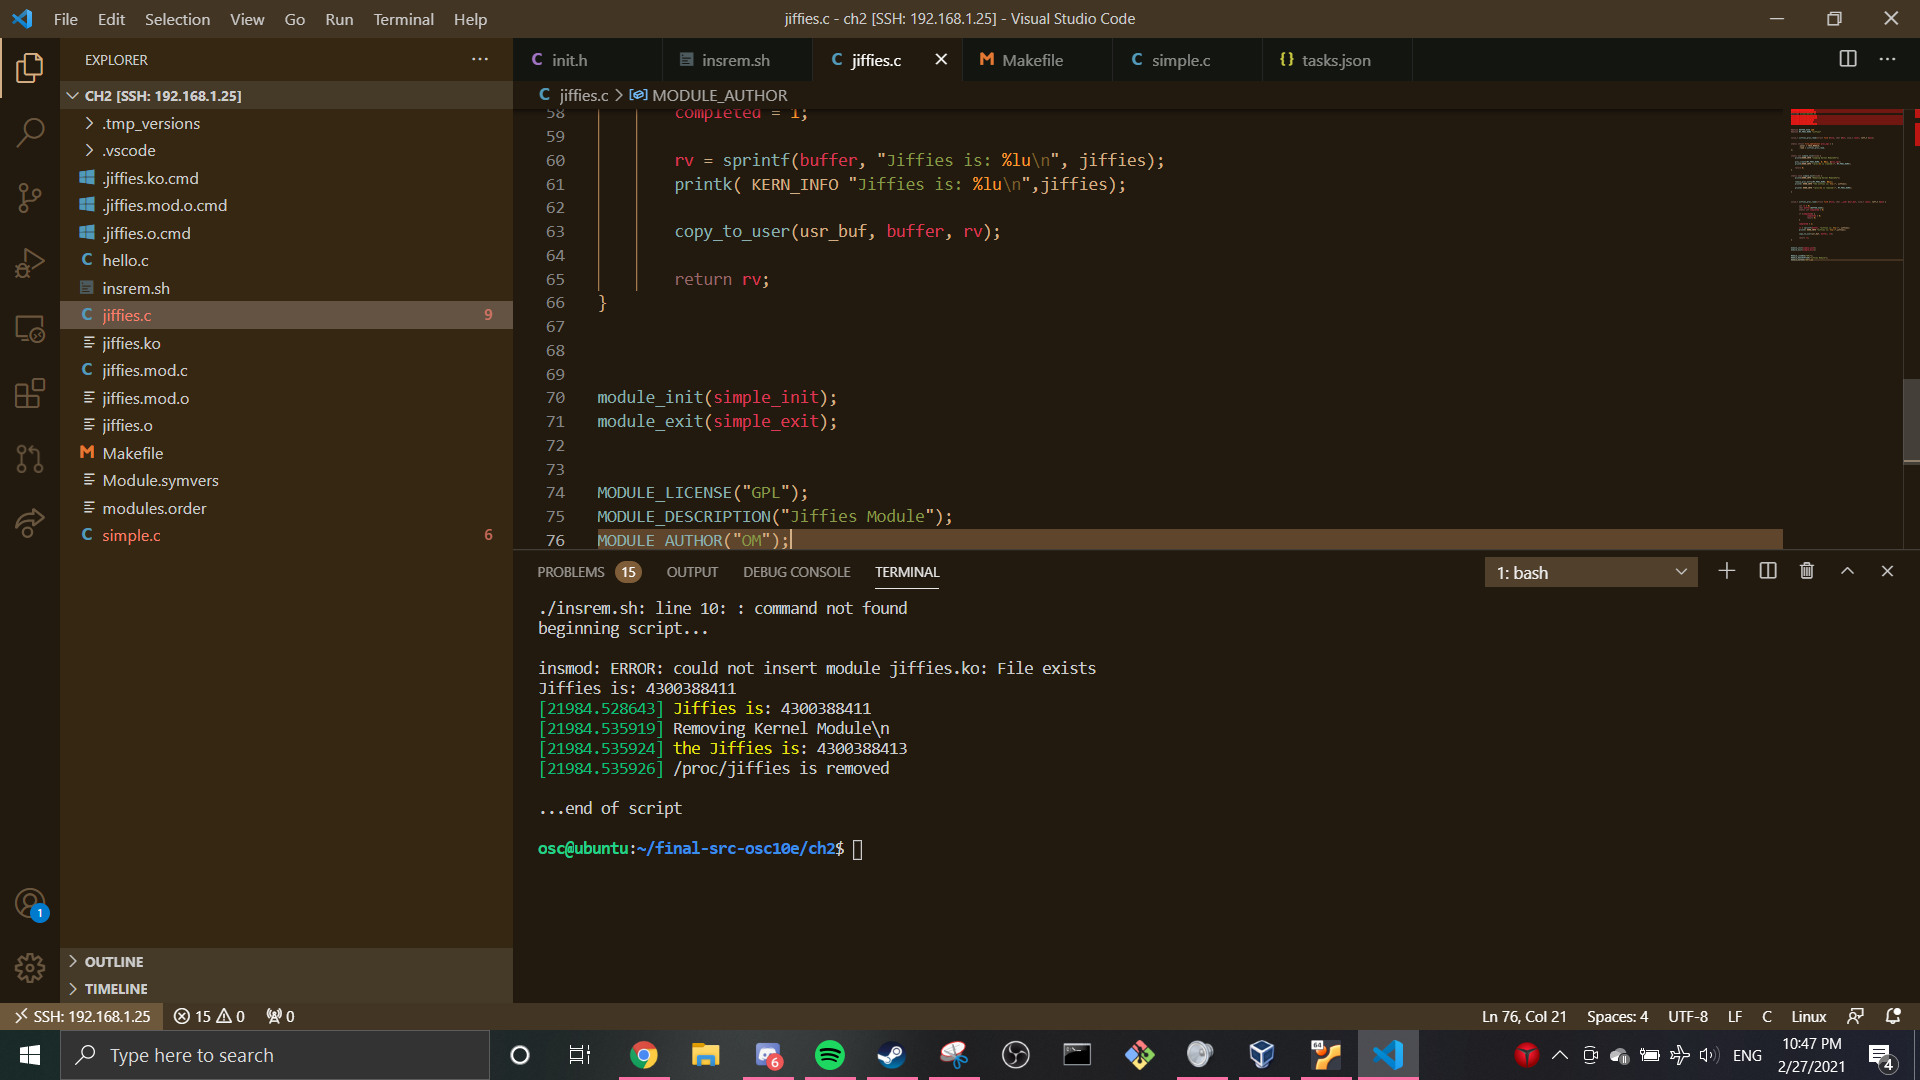 File Edit Selection View Go Run Terminal Help
jiffies.c - ch2 [SSH: 192.168.1.25] - Visual Studio Code
EXPLORER
CH2 [SSH: 192.168.1.25]
.tmp_versions
.vscode
.jiffies.ko.cmd
.jiffies.mod.o.cmd
.jiffies.o.cmd
hello.c
insrem.sh
jiffies.c 9
jiffies.ko
jiffies.mod.c
jiffies.mod.o
jiffies.o
Makefile
Module.symvers
modules.order
simple.c 6
OUTLINE
TIMELINE
init.h insrem.sh jiffies.c Makefile simple.c tasks.json
jiffies.c > MODULE_AUTHOR
58 completed = 1;
59
60 rv = sprintf(buffer, "Jiffies is: %lu\n", jiffies);
61 printk( KERN_INFO "Jiffies is: %lu\n",jiffies);
62
63 copy_to_user(usr_buf, buffer, rv);
64
65 return rv;
66 }
67
68
69
70 module_init(simple_init);
71 module_exit(simple_exit);
72
73
74 MODULE_LICENSE("GPL");
75 MODULE_DESCRIPTION("Jiffies Module");
76 MODULE_AUTHOR("OM");
PROBLEMS 15 OUTPUT DEBUG CONSOLE TERMINAL
1: bash
./insrem.sh: line 10: : command not found
beginning script...
insmod: ERROR: could not insert module jiffies.ko: File exists
Jiffies is: 4300388411
[21984.528643] Jiffies is: 4300388411
[21984.535919] Removing Kernel Module\n
[21984.535924] the Jiffies is: 4300388413
[21984.535926] /proc/jiffies is removed
...end of script
osc@ubuntu:~/final-src-osc10e/ch2$
1
SSH: 192.168.1.25 15 0 0
Ln 76, Col 21 Spaces: 4 UTF-8 LF C Linux
Type here to search
6
64
ENG
10:47 PM
2/27/2021
4